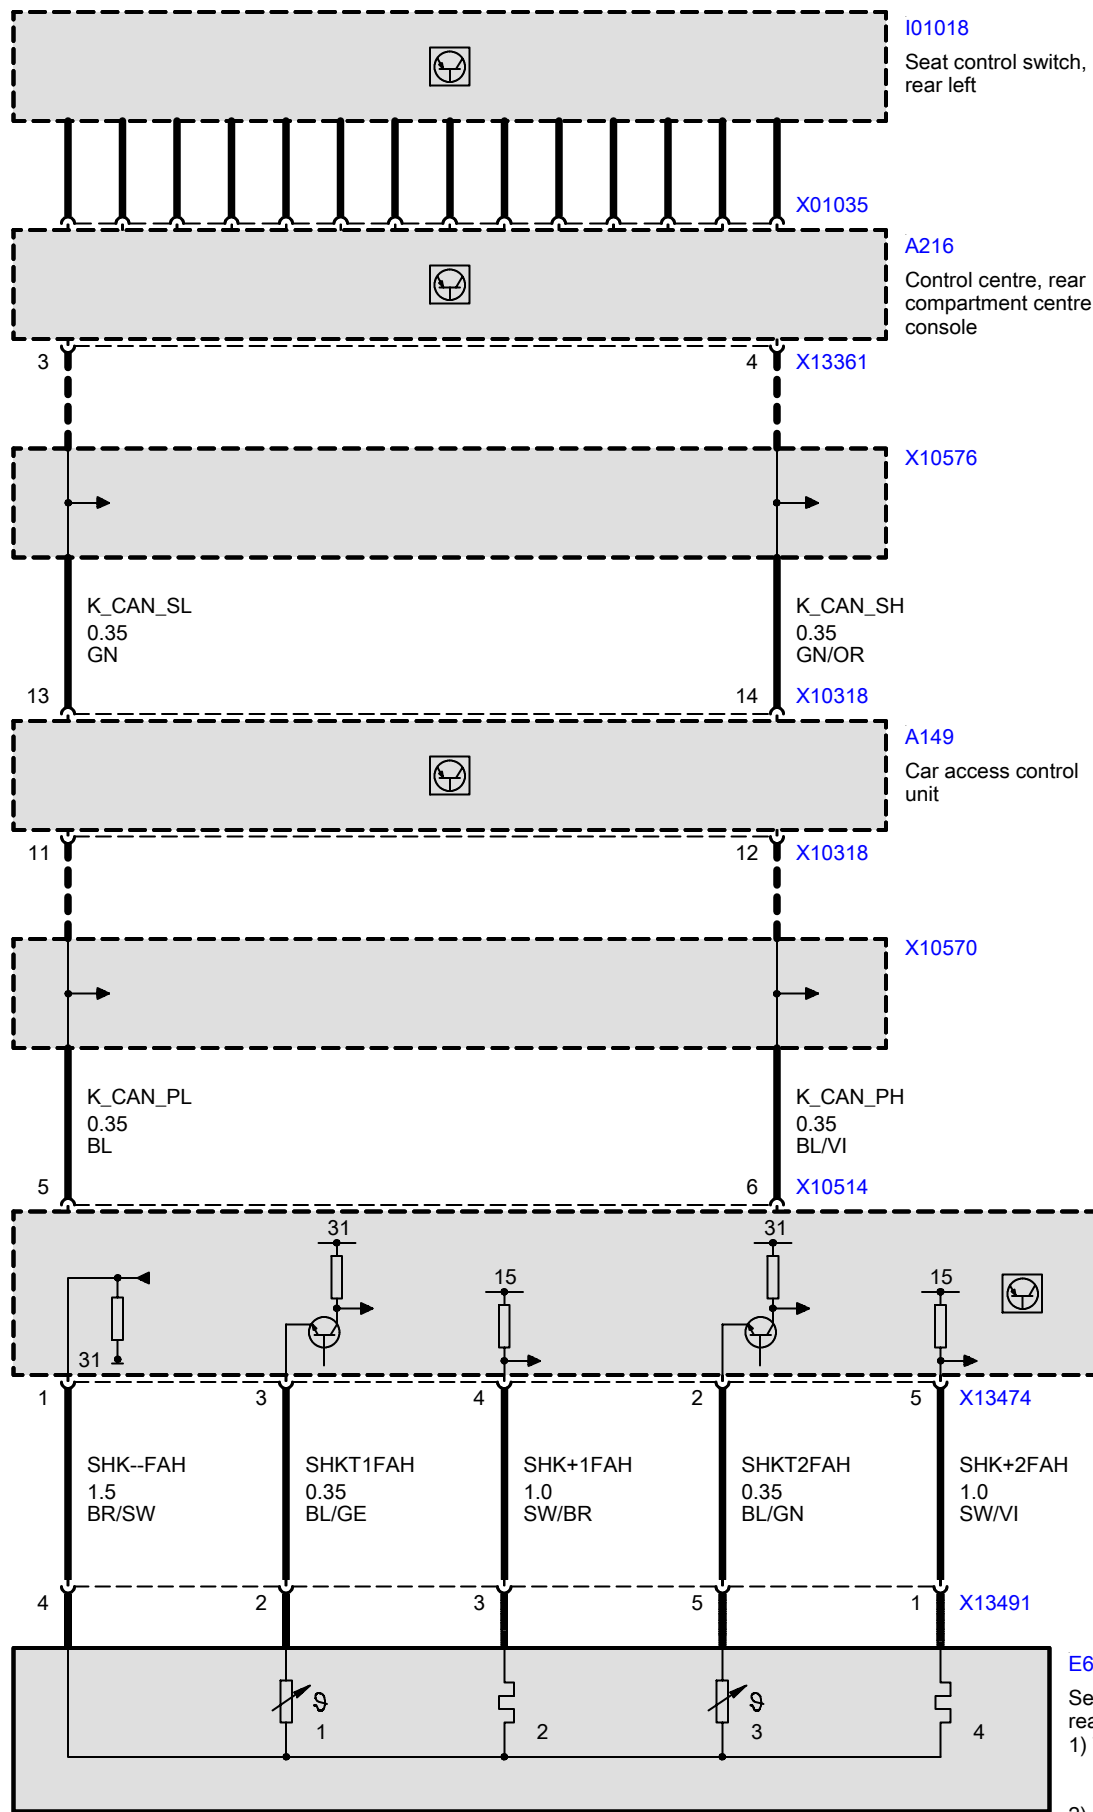 I01018
Seat control switch,
rear left
X01035
A216
Control centre, rear
compartment centre
console
3
4
X13361
X10576
K_CAN_SL
0.35
GN
K_CAN_SH
0.35
GN/OR
13
14
X10318
A149
Car access control
unit
11
12
X10318
X10570
K_CAN_PL
0.35
BL
K_CAN_PH
0.35
BL/VI
5
6
X10514
31
31
15
15
31
1
3
4
2
5
X13474
SHK--FAH
1.5
BR/SW
SHKT1FAH
0.35
BL/GE
SHK+1FAH
1.0
SW/BR
SHKT2FAH
0.35
BL/GN
SHK+2FAH
1.0
SW/VI
4
2
3
5
1
X13491
E6
Se
rea
1)
ϑ
1
2
ϑ
3
4